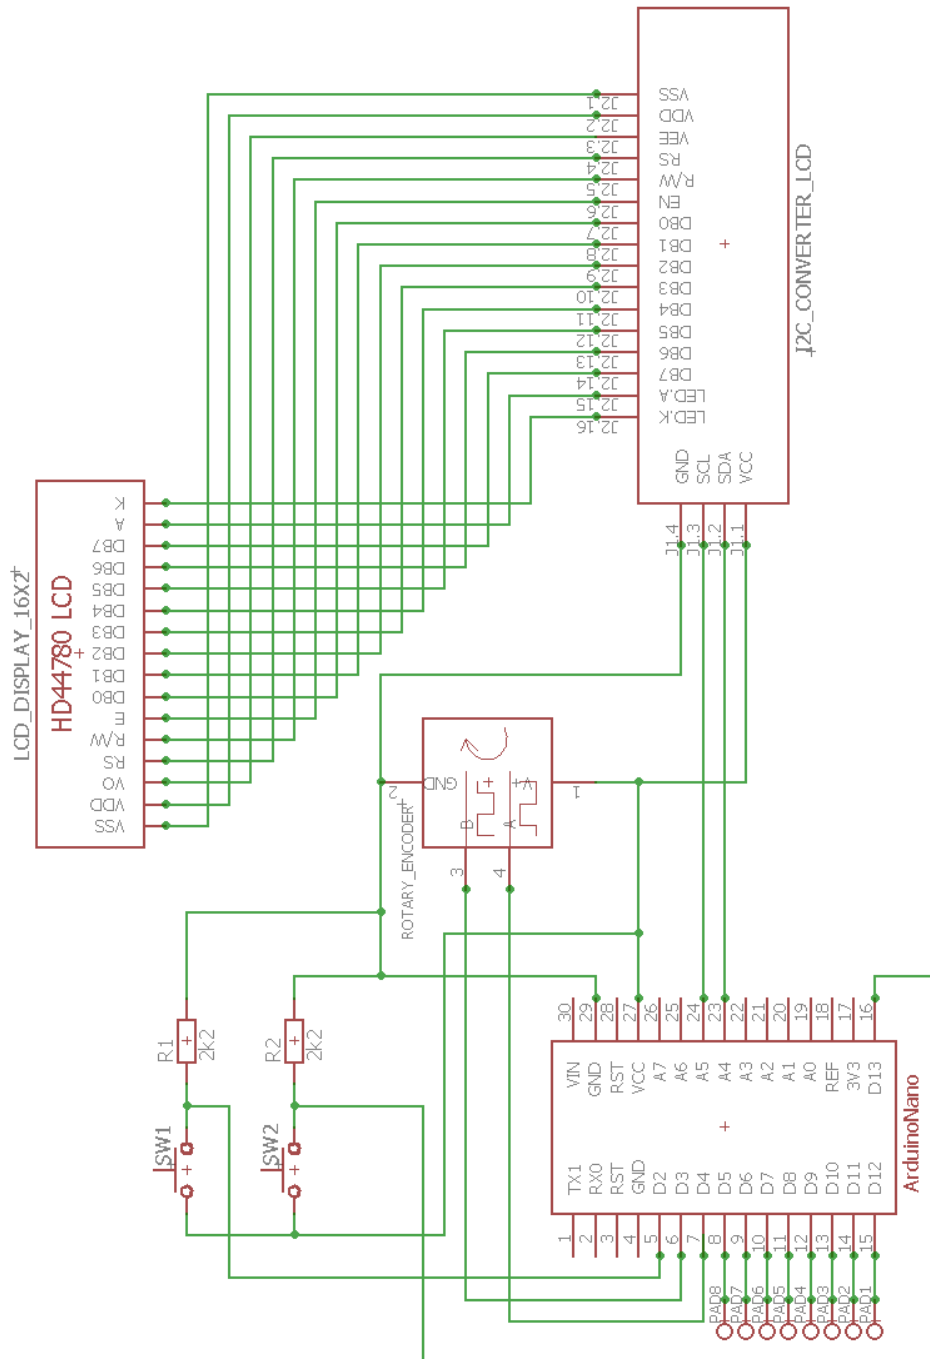 J2.1 VSS
J2.2 VDD
J2.3 VEE
J2.4 RS
J2.5 R/W
J2.6 EN
J2.7 DB0
J2.8 DB1
J2.9 DB2
J2.10 DB3
J2.11 DB4
J2.12 DB5
J2.13 DB6
J2.14 DB7
J2.15 LED.A
J2.16 LED.K
I2C_CONVERTER_LCD
GND SCL SDA VCC
J1.4 J1.3 J1.2 J1.1
LCD_DISPLAY_16X2
HD44780 LCD
K
A
DB7
DB6
DB5
DB4
DB3
DB2
DB1
DB0
E
R/W
RS
VO
VDD
VSS
2 GND V+ 1
B A
3 4
ROTARY_ENCODER
R1 2K2
R2 2K2
SW1
SW2
30 29 28 27 26 25 24 23 22 21 20 19 18 17 16
VIN GND RST VCC A7 A6 A5 A4 A3 A2 A1 A0 REF 3V3 D13
ArduinoNano
TX1 RX0 RST GND D2 D3 D4 D5 D6 D7 D8 D9 D10 D11 D12
1 2 3 4 5 6 7 8 9 10 11 12 13 14 15
PAD8 PAD7 PAD6 PAD5 PAD4 PAD3 PAD2 PAD1